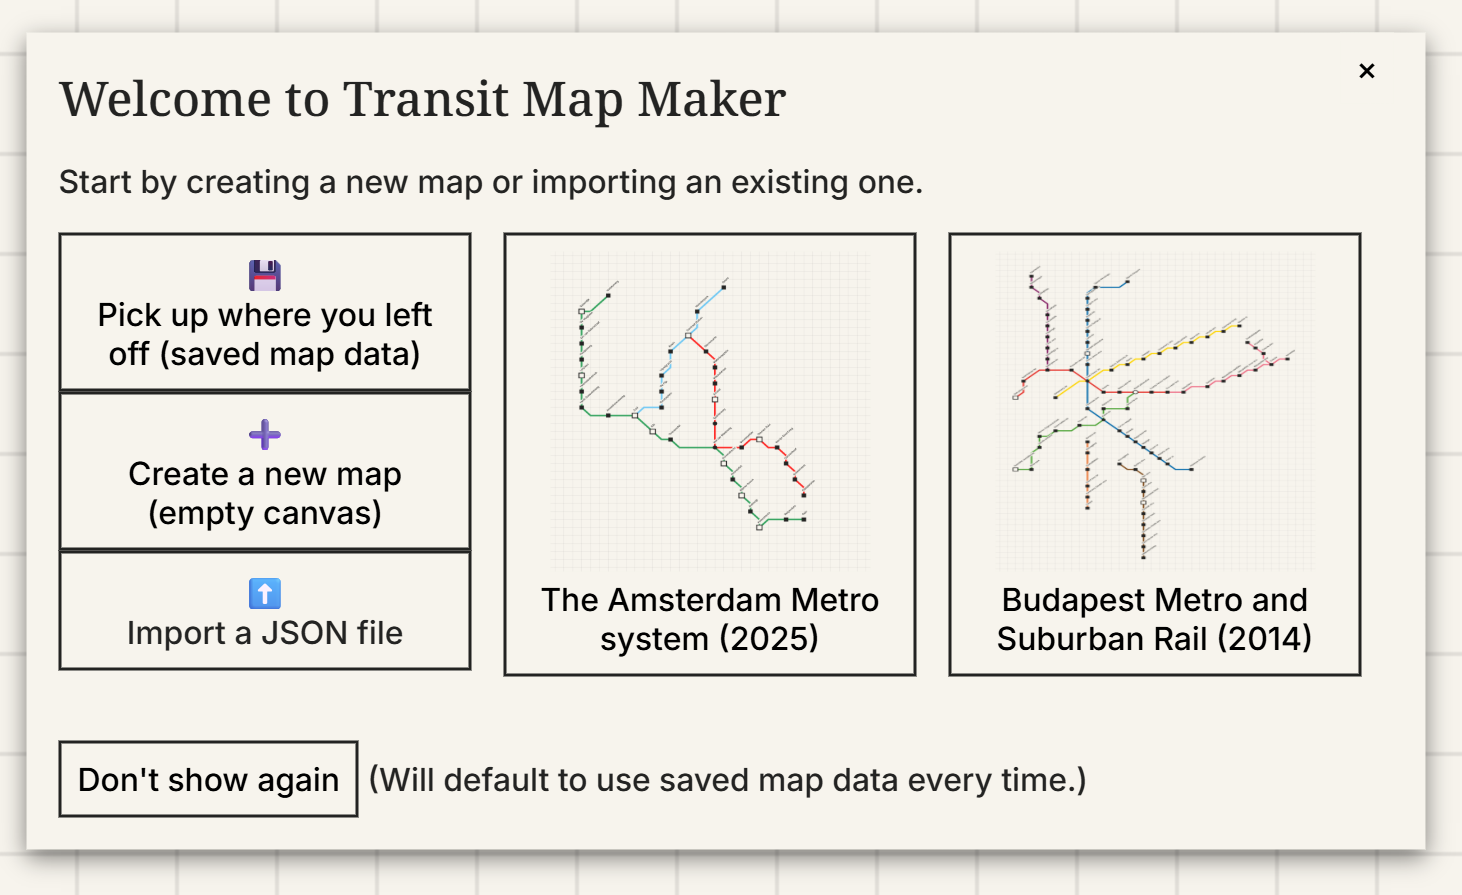 Welcome to Transit Map Maker
×
Start by creating a new map or importing an existing one.
Pick up where you left
off (saved map data)
Create a new map
(empty canvas)
Import a JSON file
The Amsterdam Metro
system (2025)
Budapest Metro and
Suburban Rail (2014)
Don't show again
(Will default to use saved map data every time.)